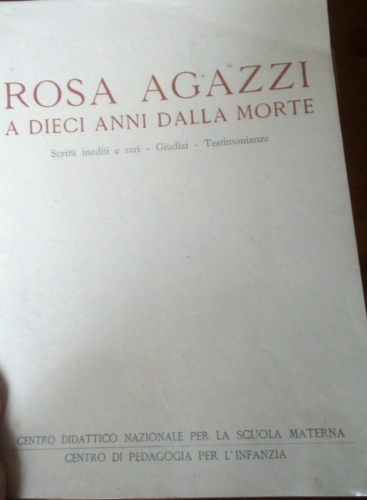 ROSA AGAZZI
A DIECI ANNI DALLA MORTE
Scritti inediti e rari - Giudizi - Testimonianze
CENTRO DIDATTICO NAZIONALE PER LA SCUOLA MATERNA
CENTRO DI PEDAGOGIA PER L'INFANZIA